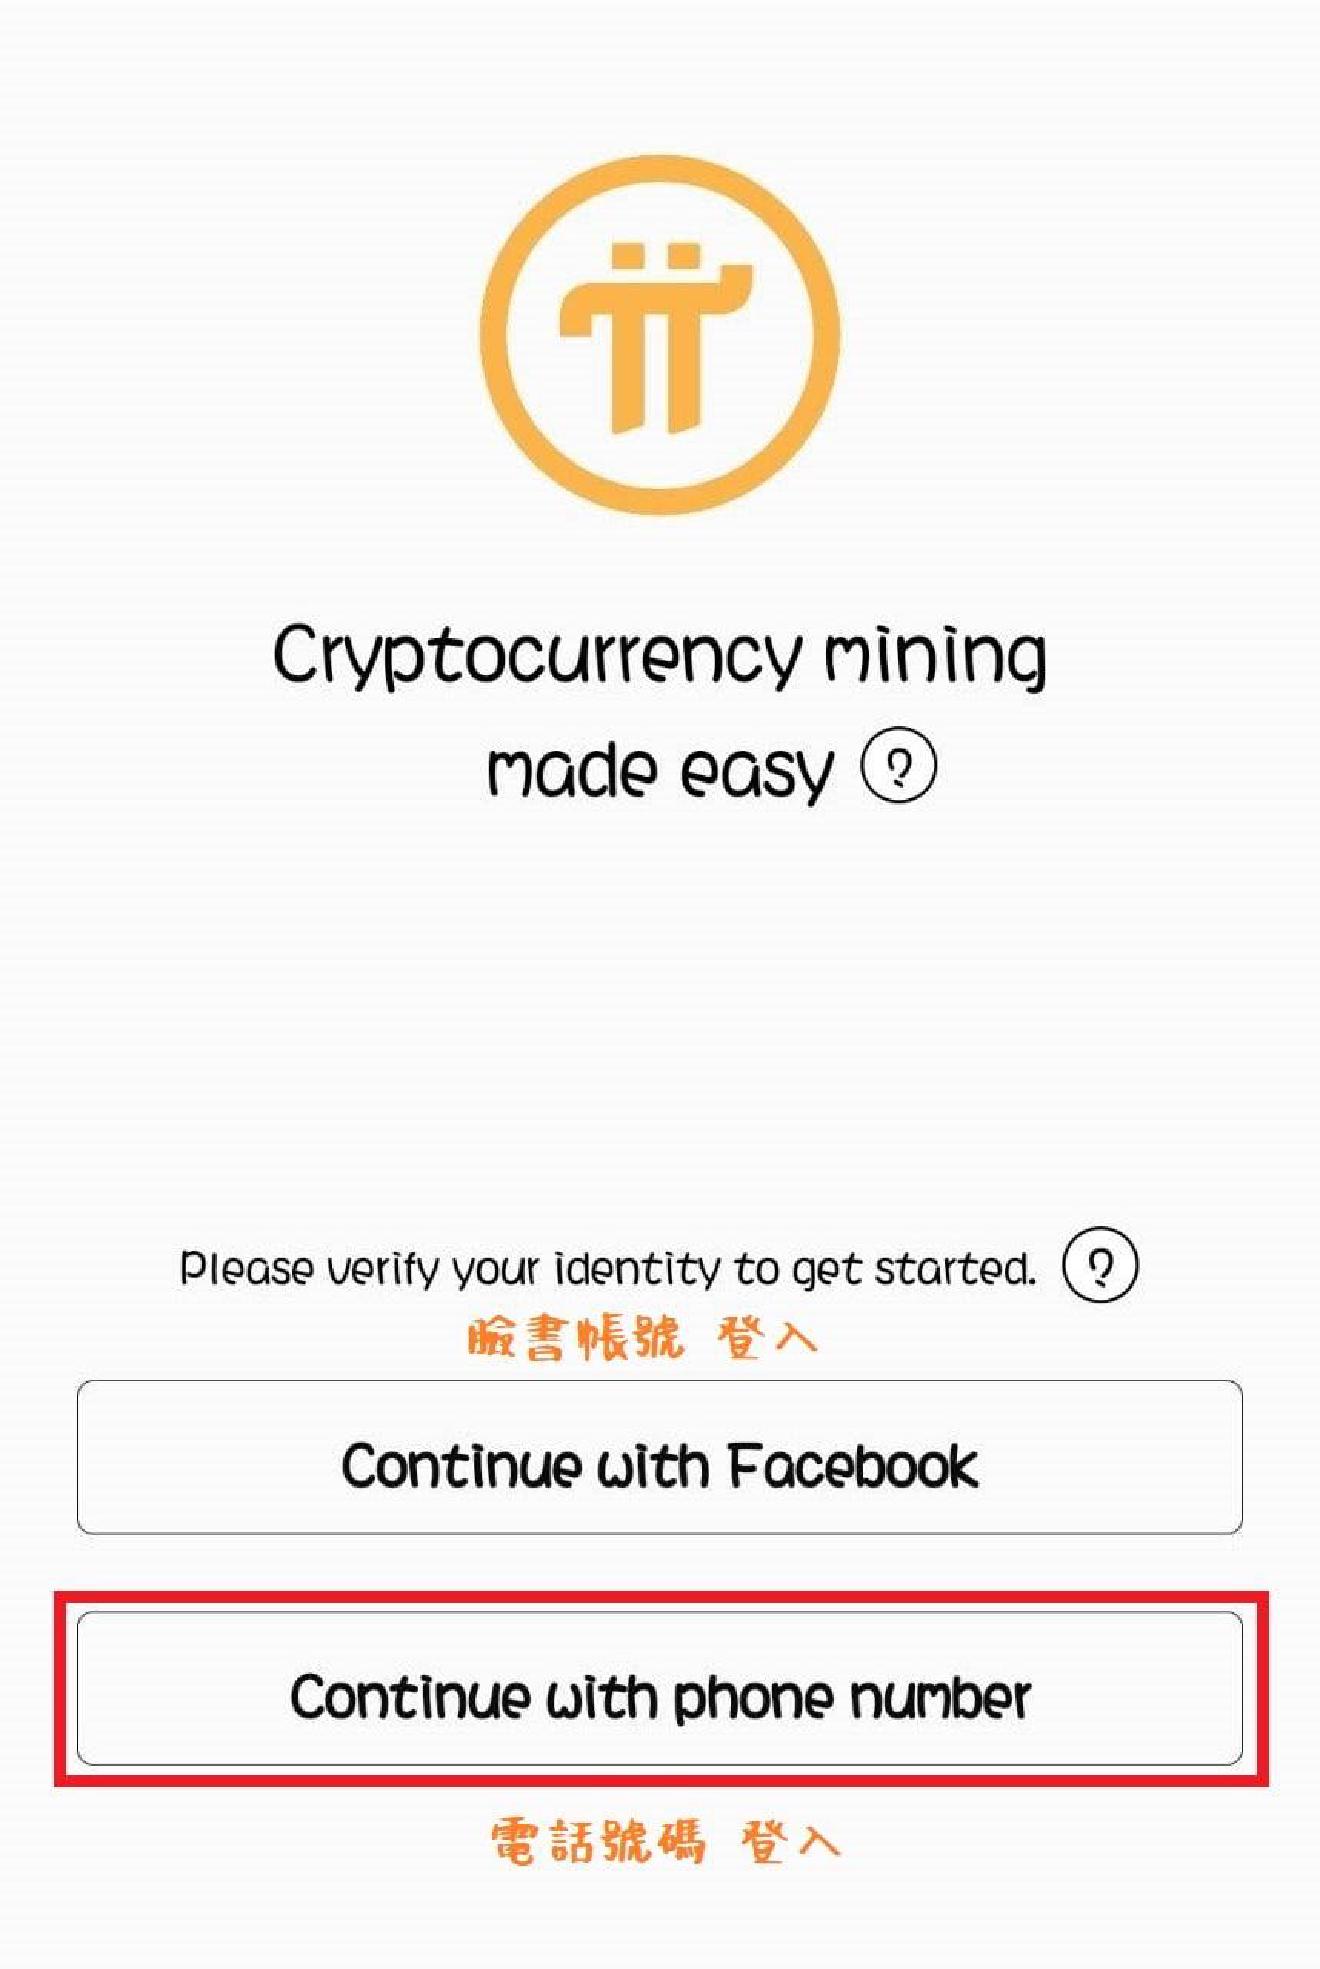 Cryptocurrency mining
made easy ?
Please verify your identity to get started. ?
臉書帳號 登入
Continue with Facebook
Continue with phone number
電話號碼 登入